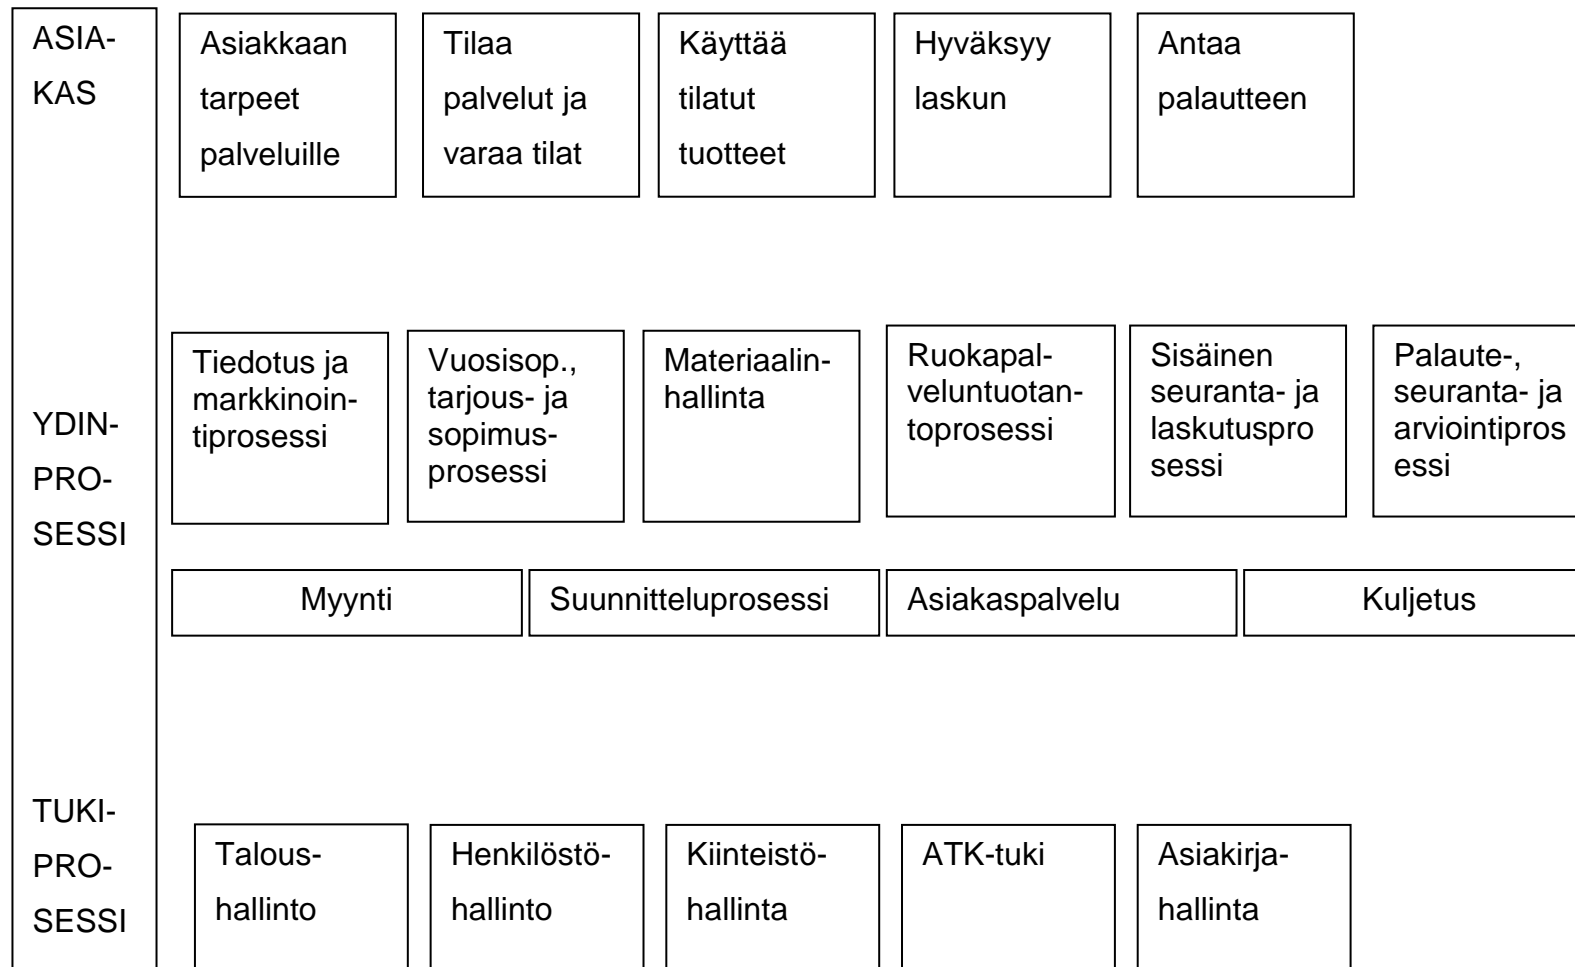 ASIA-
KAS
Asiakkaan
tarpeet
palveluille
Tilaa
palvelut ja
varaa tilat
Käyttää
tilatut
tuotteet
Hyväksyy
laskun
Antaa
palautteen
YDIN-
PRO-
SESSI
Tiedotus ja
markkinoin-
tiprosessi
Vuosisop.,
tarjous- ja
sopimus-
prosessi
Materiaalin-
hallinta
Ruokapal-
veluntuotan-
toprosessi
Sisäinen
seuranta- ja
laskutuspro
sessi
Palaute-,
seuranta- ja
arviointipros
essi
Myynti
Suunnitteluprosessi
Asiakaspalvelu
Kuljetus
TUKI-
PRO-
SESSI
Talous-
hallinto
Henkilöstö-
hallinto
Kiinteistö-
hallinta
ATK-tuki
Asiakirja-
hallinta